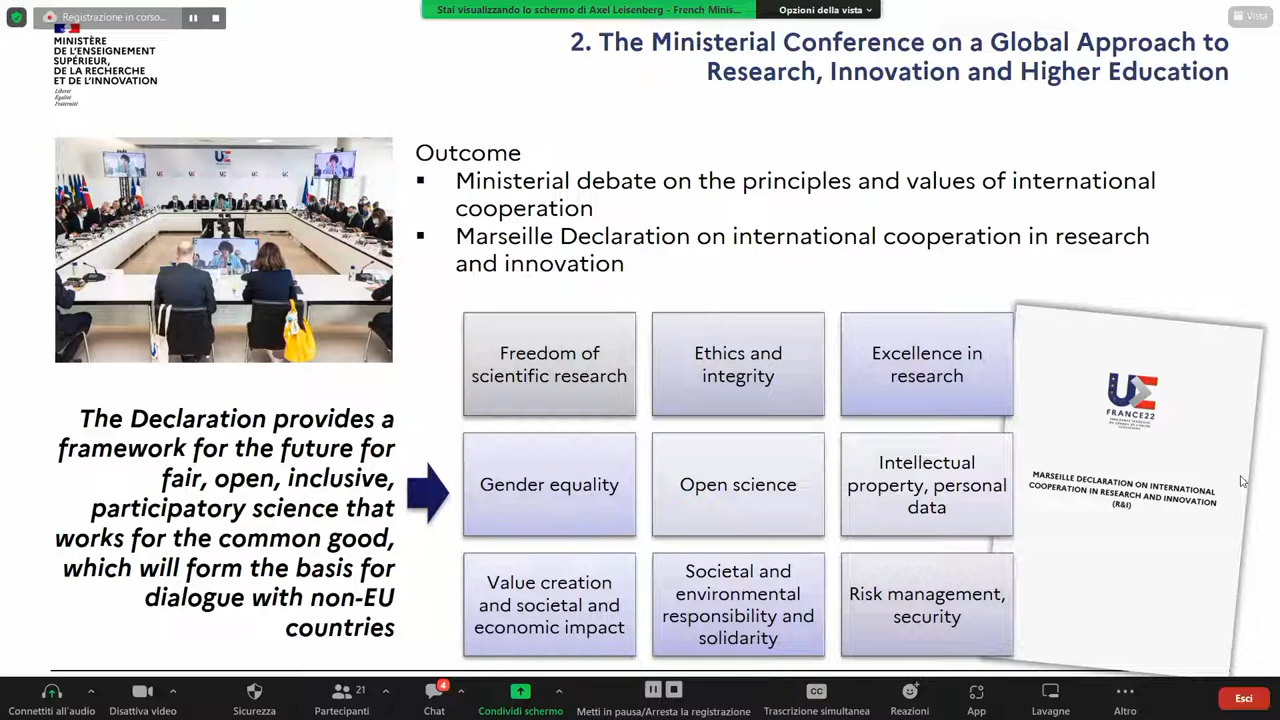 Registrazione in corso...
Stai visualizzando lo schermo di Axel Leisenberg - French Minis...
Opzioni della vista
Vista
MINISTÈRE
DE L'ENSEIGNEMENT
SUPÉRIEUR,
DE LA RECHERCHE
ET DE L'INNOVATION
Liberté
Égalité
Fraternité
2. The Ministerial Conference on a Global Approach to
Research, Innovation and Higher Education
Outcome
▪ Ministerial debate on the principles and values of international
cooperation
▪ Marseille Declaration on international cooperation in research
and innovation
The Declaration provides a
framework for the future for
fair, open, inclusive,
participatory science that
works for the common good,
which will form the basis for
dialogue with non-EU
countries
Freedom of
scientific research
Ethics and
integrity
Excellence in
research
Gender equality
Open science
Intellectual
property, personal
data
Value creation
and societal and
economic impact
Societal and
environmental
responsibility and
solidarity
Risk management,
security
UE
FRANCE22
MARSEILLE DECLARATION ON INTERNATIONAL
COOPERATION IN RESEARCH AND INNOVATION
(R&I)
Connettiti all'audio
Disattiva video
Sicurezza
21
Partecipanti
4
Chat
Condividi schermo
Metti in pausa/Arresta la registrazione
CC
Trascrizione simultanea
Reazioni
App
Lavagne
Altro
Esci